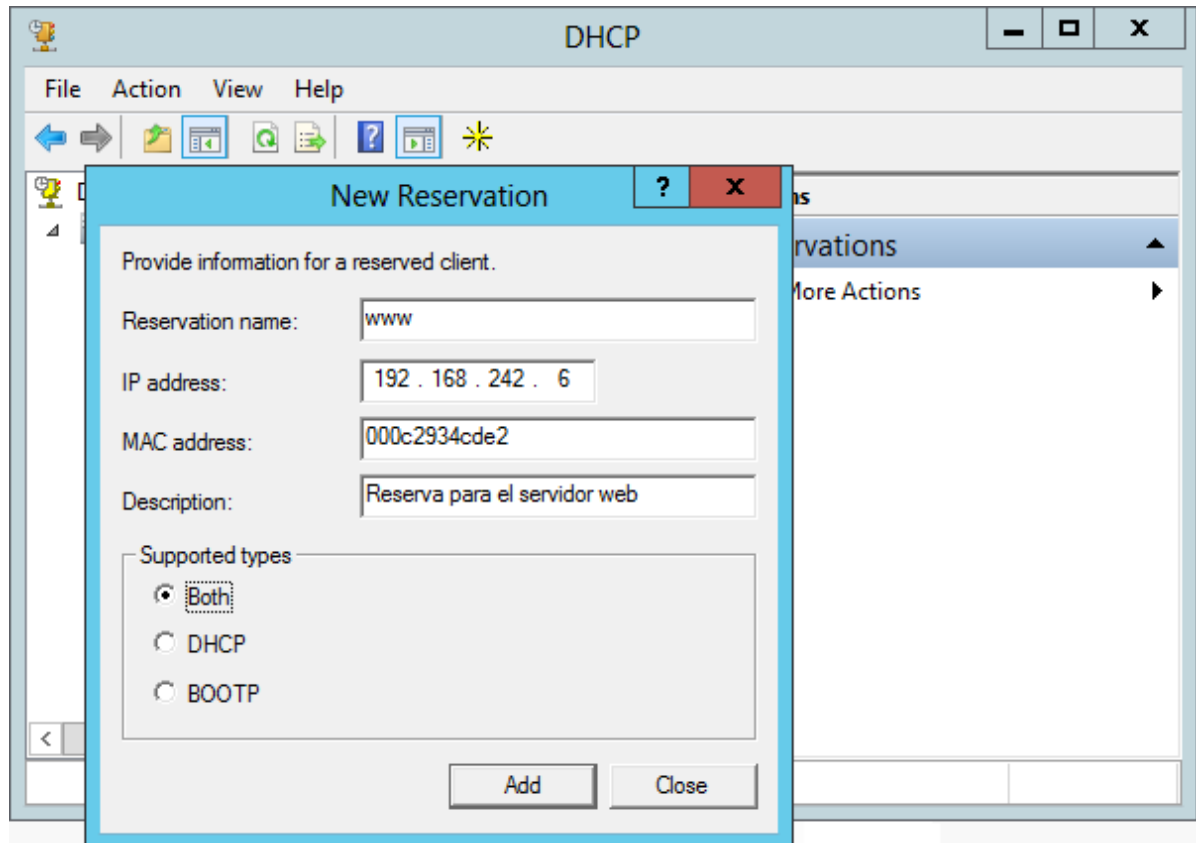 DHCP
File Action View Help
New Reservation
Provide information for a reserved client.
Reservation name: www
IP address: 192 . 168 . 242 . 6
MAC address: 000c2934cde2
Description: Reserva para el servidor web
Supported types
Both
DHCP
BOOTP
Add Close
rvations
More Actions